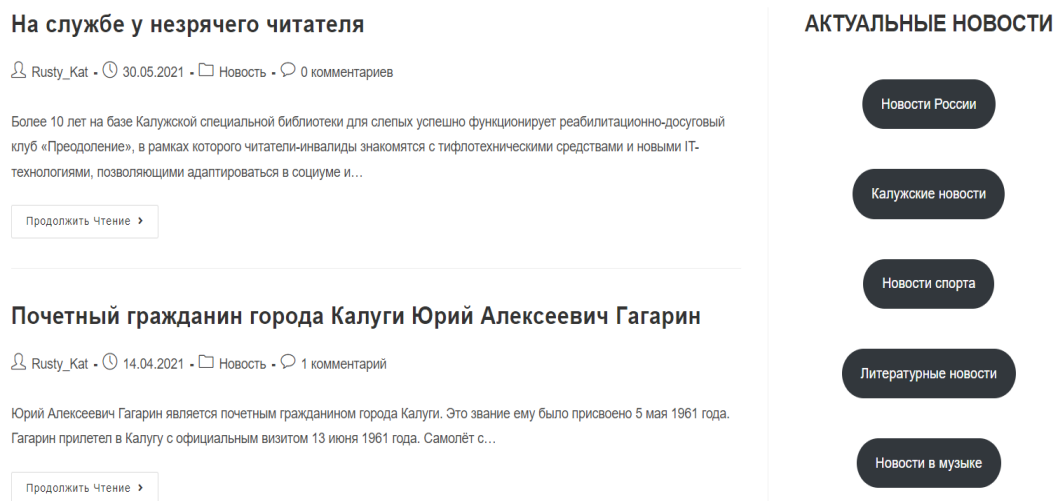 На службе у незрячего читателя
Rusty_Kat - 30.05.2021 - Новость - 0 комментариев
Более 10 лет на базе Калужской специальной библиотеки для слепых успешно функционирует реабилитационно-досуговый
клуб «Преодоление», в рамках которого читатели-инвалиды знакомятся с тифлотехническими средствами и новыми IT-
технологиями, позволяющими адаптироваться в социуме и…
Продолжить Чтение >
Почетный гражданин города Калуги Юрий Алексеевич Гагарин
Rusty_Kat - 14.04.2021 - Новость - 1 комментарий
Юрий Алексеевич Гагарин является почетным гражданином города Калуги. Это звание ему было присвоено 5 мая 1961 года.
Гагарин прилетел в Калугу с официальным визитом 13 июня 1961 года. Самолёт с…
Продолжить Чтение >
АКТУАЛЬНЫЕ НОВОСТИ
Новости России
Калужские новости
Новости спорта
Литературные новости
Новости в музыке